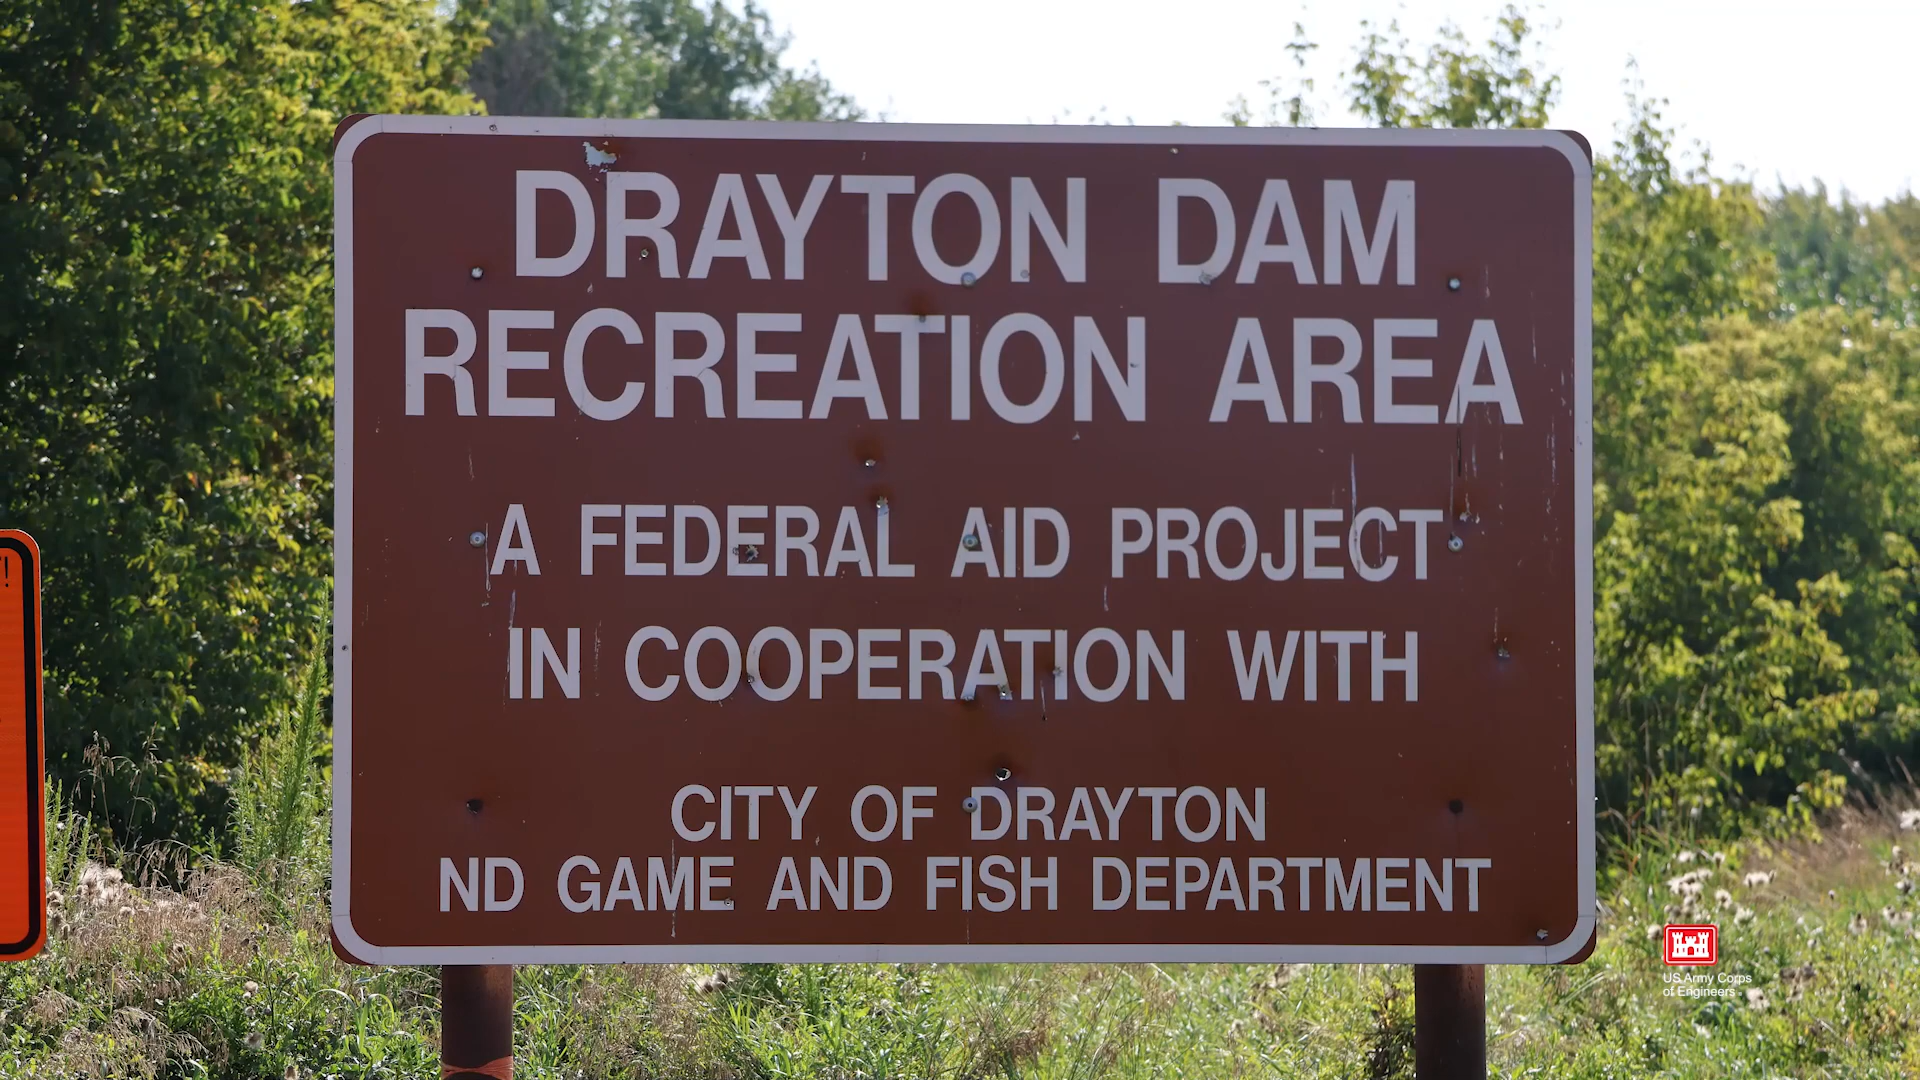 DRAYTON DAM
RECREATION AREA
A FEDERAL AID PROJECT
IN COOPERATION WITH
CITY OF DRAYTON
ND GAME AND FISH DEPARTMENT
US Army Corps
of Engineers